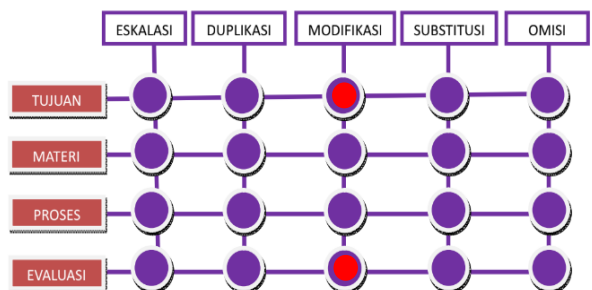 ESKALASI DUPLIKASI MODIFIKASI SUBSTITUSI OMISI
TUJUAN
MATERI
PROSES
EVALUASI